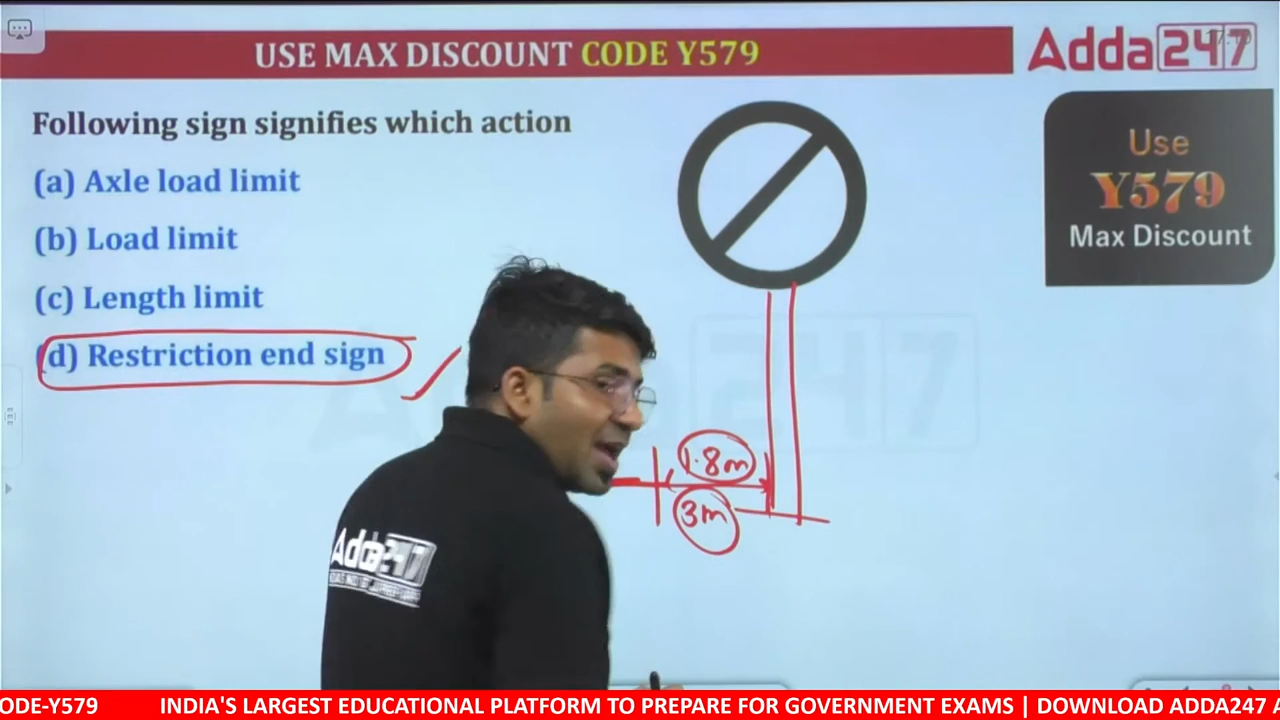 USE MAX DISCOUNT CODE Y579
Adda247
Following sign signifies which action
(a) Axle load limit
(b) Load limit
(c) Length limit
(d) Restriction end sign
Use
Y579
Max Discount
1.8m
3m
Adda247
Adda247
ODE-Y579 INDIA'S LARGEST EDUCATIONAL PLATFORM TO PREPARE FOR GOVERNMENT EXAMS | DOWNLOAD ADDA247 A